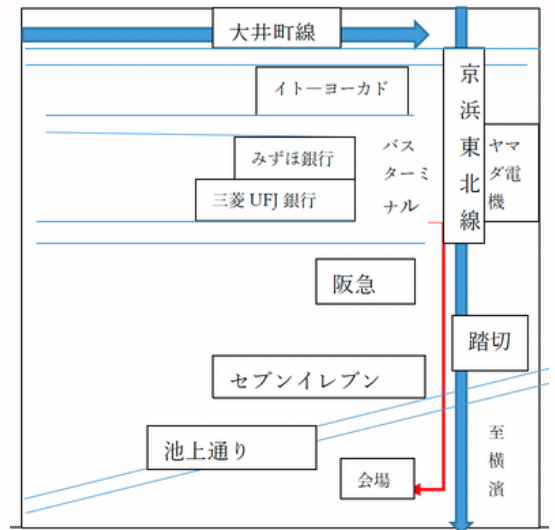 大井町線
京浜東北線
イト―ヨーカド
みずほ銀行
三菱 UFJ 銀行
バス
ターミ
ナル
ヤマ
ダ電
機
阪急
踏切
セブンイレブン
池上通り
会場
至横濱